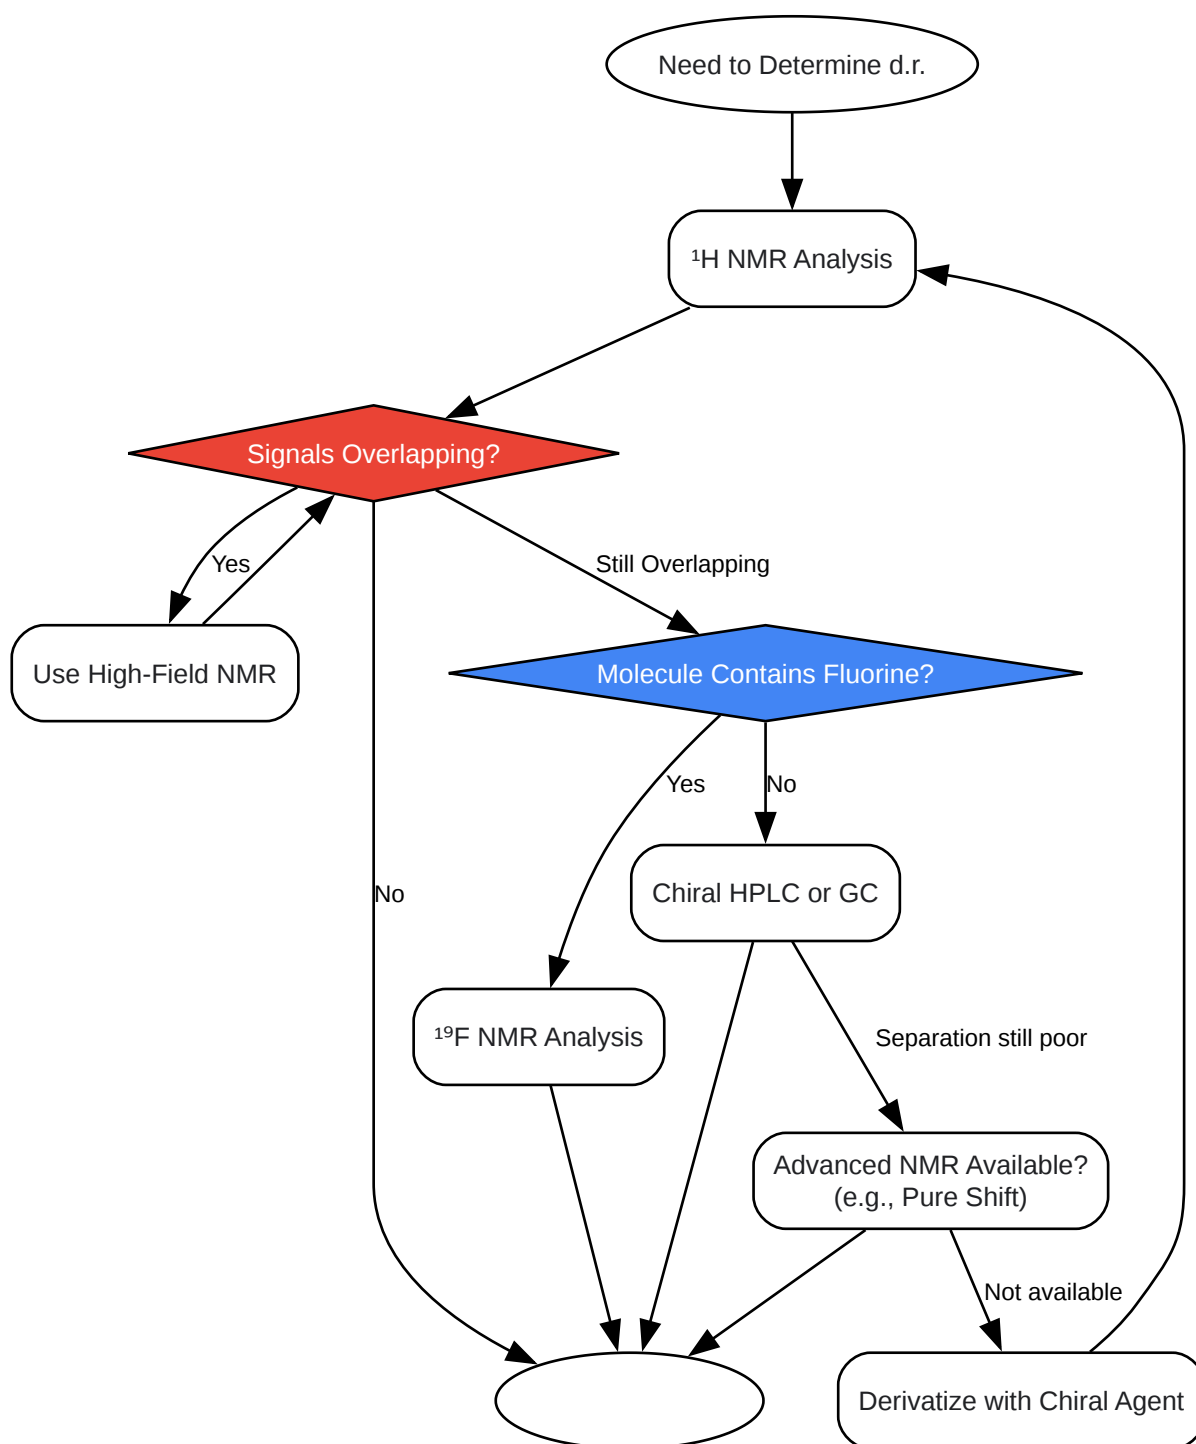 Need to Determine d.r.
¹H NMR Analysis
Signals Overlapping?
Yes
Still Overlapping
Use High-Field NMR
Molecule Contains Fluorine?
Yes
No
Chiral HPLC or GC
No
¹⁹F NMR Analysis
Separation still poor
Advanced NMR Available?
(e.g., Pure Shift)
Not available
Derivatize with Chiral Agent